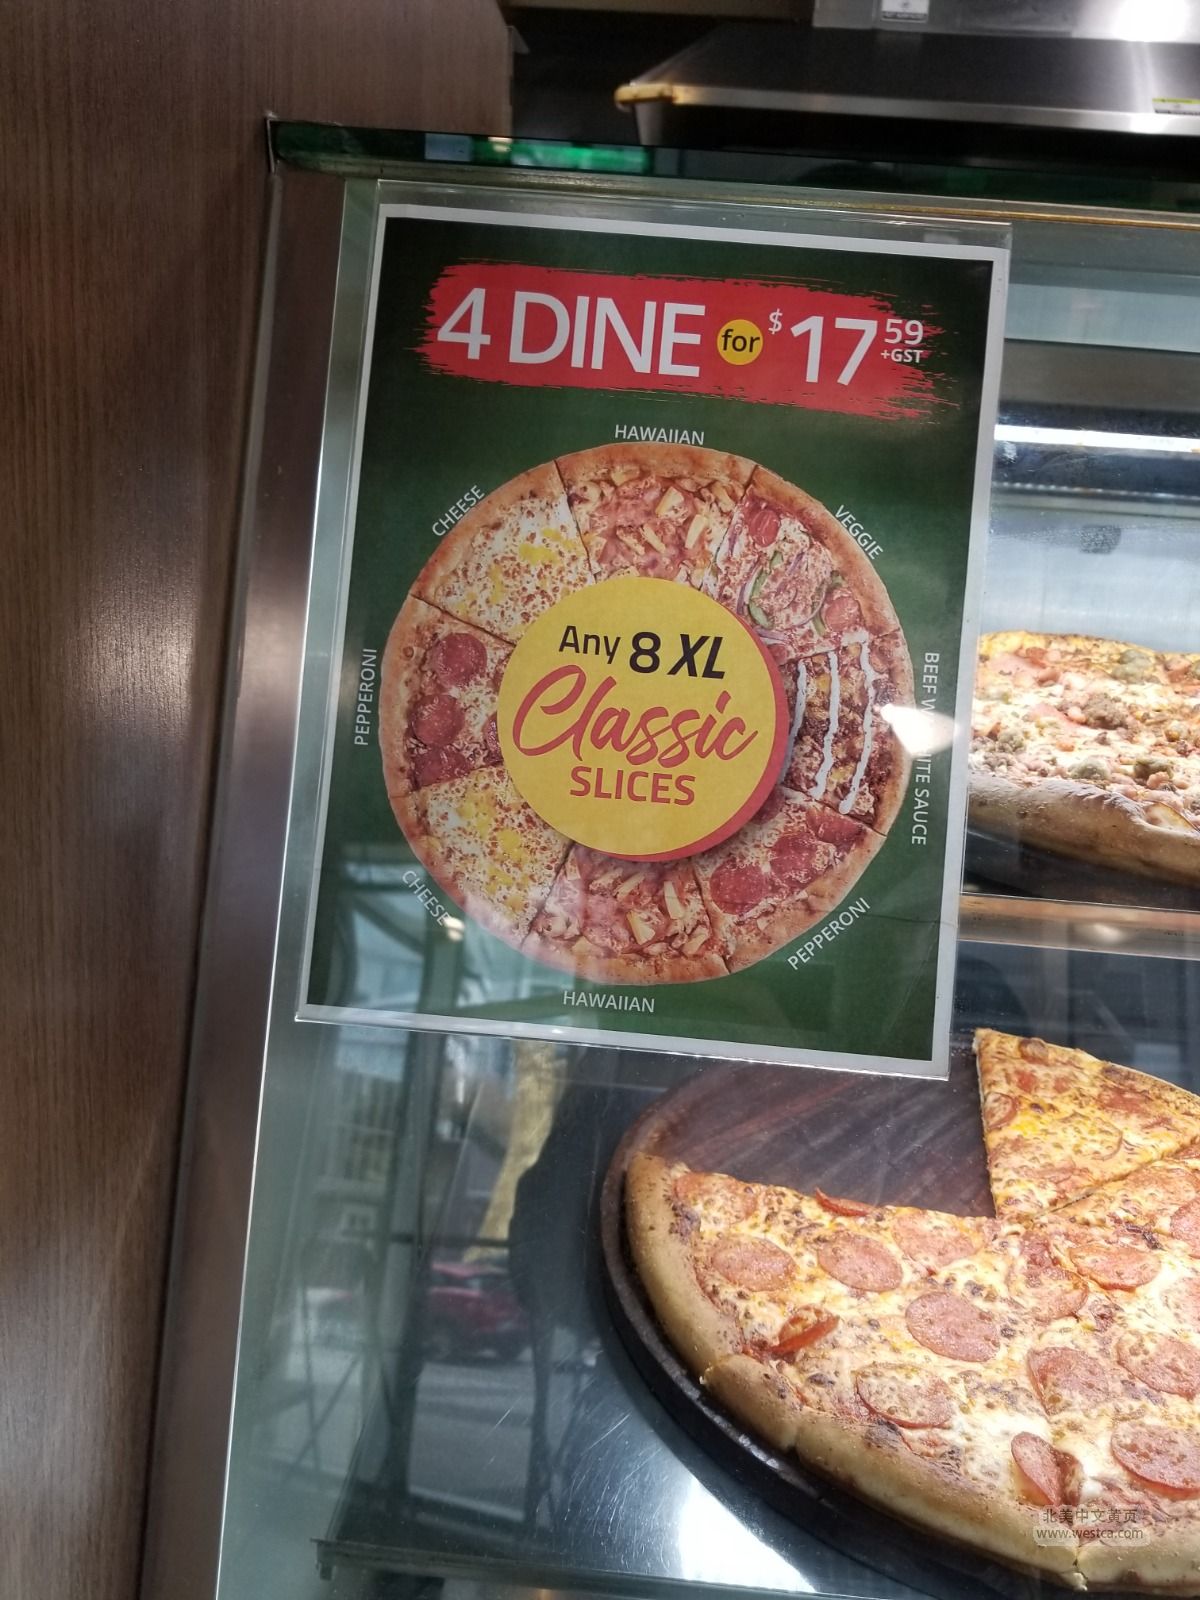 4 DINE for $17 59 +GST
HAWAIIAN
CHEESE
VEGGIE
PEPPERONI
BEEF W WHITE SAUCE
Any 8 XL
Classic
SLICES
CHEESE
PEPPERONI
HAWAIIAN
北美中文黄页
www.westca.com